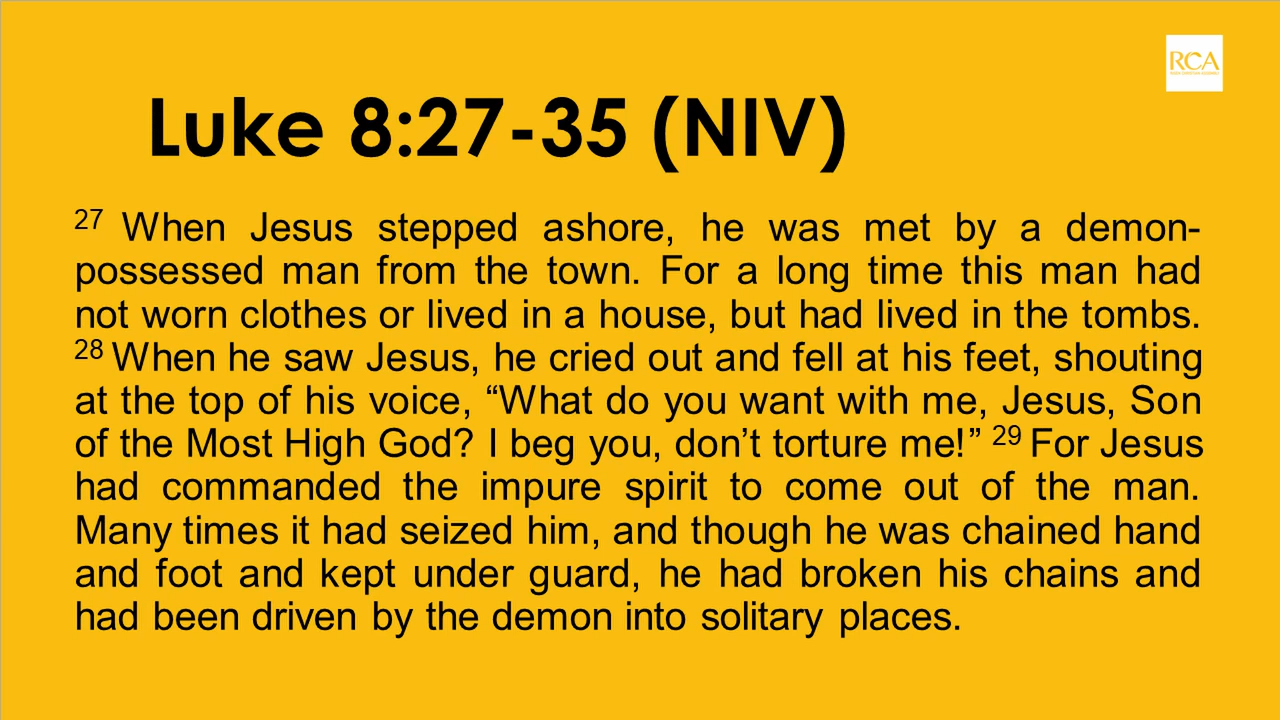 RCA
Luke 8:27-35 (NIV)
27 When Jesus stepped ashore, he was met by a demon-
possessed man from the town. For a long time this man had
not worn clothes or lived in a house, but had lived in the tombs.
28 When he saw Jesus, he cried out and fell at his feet, shouting
at the top of his voice, “What do you want with me, Jesus, Son
of the Most High God? I beg you, don’t torture me!” 29 For Jesus
had commanded the impure spirit to come out of the man.
Many times it had seized him, and though he was chained hand
and foot and kept under guard, he had broken his chains and
had been driven by the demon into solitary places.